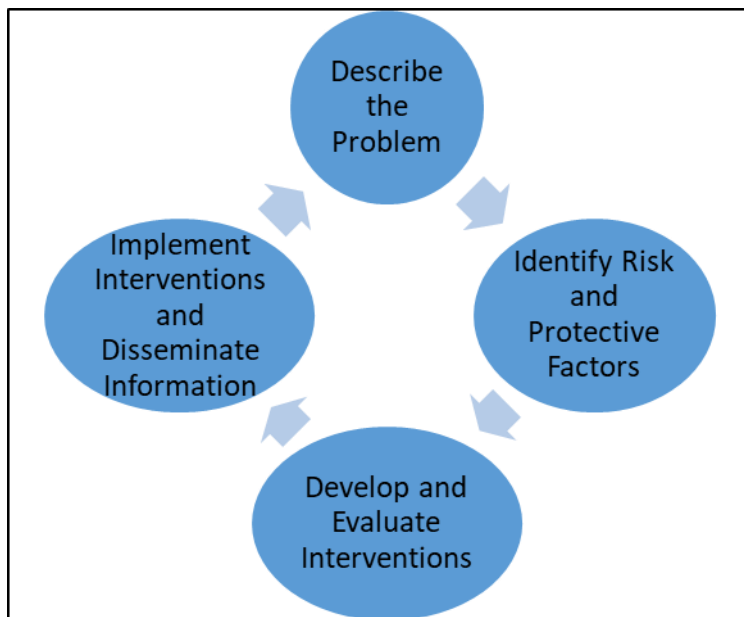 Describe
the
Problem
Identify Risk
and
Protective
Factors
Develop and
Evaluate
Interventions
Implement
Interventions
and
Disseminate
Information